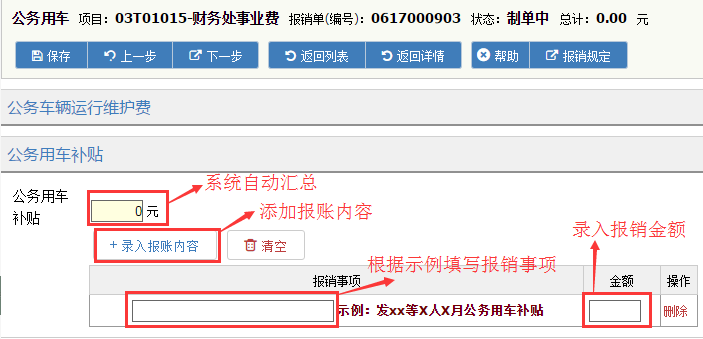 公务用车 项目: 03T01015-财务处事业费 报销单(编号): 0617000903 状态: 制单中 总计: 0.00 元
保存 上一步 下一步 返回列表 返回详情 帮助 报销规定
公务车辆运行维护费
公务用车补贴
系统自动汇总
公务用车
补贴
0 元
添加报账内容
+ 录入报账内容 清空
录入报销金额
根据示例填写报销事项
报销事项 金额 操作
示例：发xx等X人X月公务用车补贴 删除